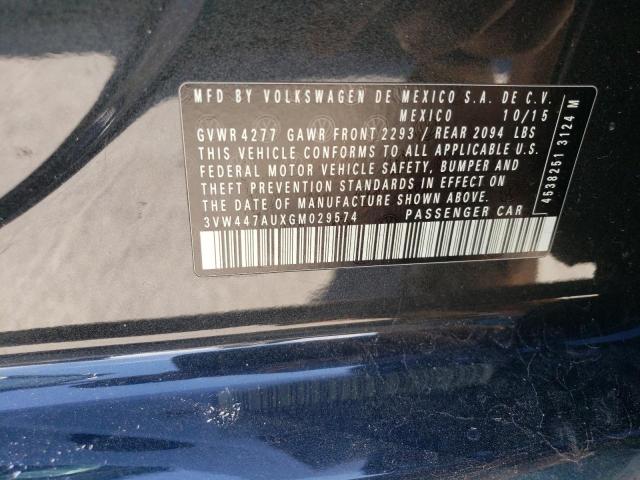 MFD BY VOLKSWAGEN DE MEXICO S.A. DE C.V.
MEXICO 10/15
GVWR 4277 GAWR FRONT 2293 / REAR 2094 LBS
THIS VEHICLE CONFORMS TO ALL APPLICABLE U.S.
FEDERAL MOTOR VEHICLE SAFETY, BUMPER AND
THEFT PREVENTION STANDARDS IN EFFECT ON
THE DATE OF MANUFACTURE SHOWN ABOVE.
3VW447AUXGM029574 PASSENGER CAR
4538251 3124 M